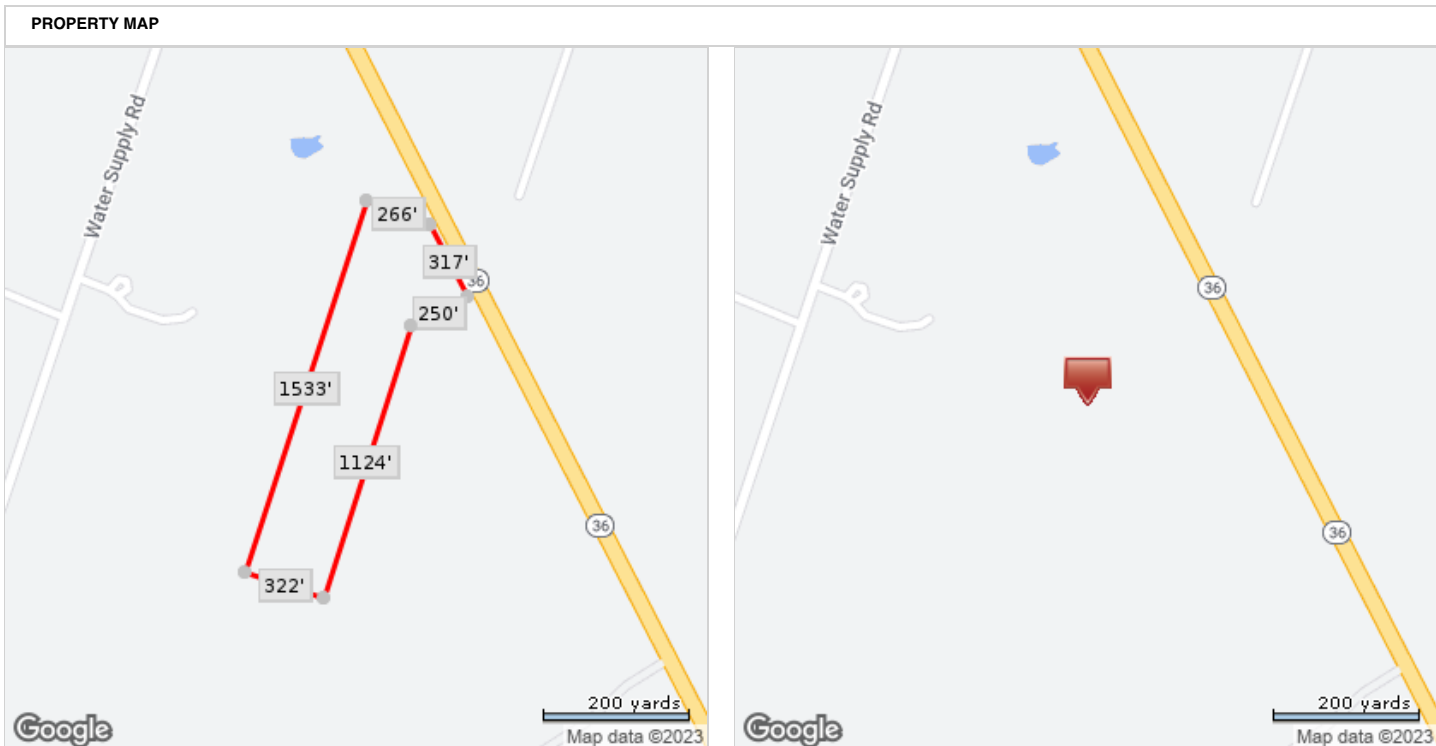 PROPERTY MAP
Water Supply Rd
266'
317'
36
250'
1533'
1124'
36
322'
200 yards
Google
Map data ©2023
Water Supply Rd
36
36
200 yards
Google
Map data ©2023